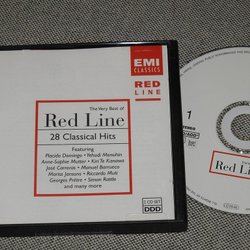 EMI
CLASSICS
RED
LINE
The Very Best of
Red Line
28 Classical Hits
Featuring
Placido Domingo • Yehudi Menuhin
Anne-Sophie Mutter • Kiri Te Kanawa
José Carreras • Manuel Barrueco
Mariss Jansons • Riccardo Muti
Georges Prêtre • Simon Rattle
and many more
2 CD SET
DDD
1